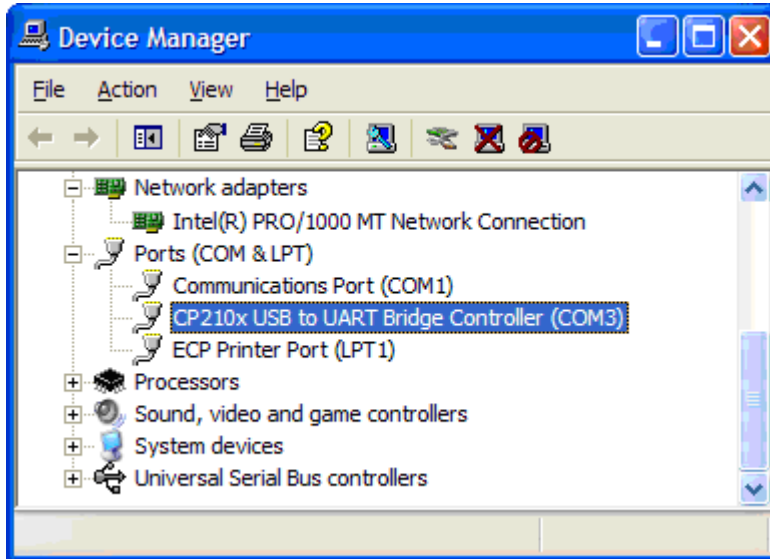 Device Manager
File Action View Help
Network adapters
Intel(R) PRO/1000 MT Network Connection
Ports (COM & LPT)
Communications Port (COM1)
CP210x USB to UART Bridge Controller (COM3)
ECP Printer Port (LPT1)
Processors
Sound, video and game controllers
System devices
Universal Serial Bus controllers